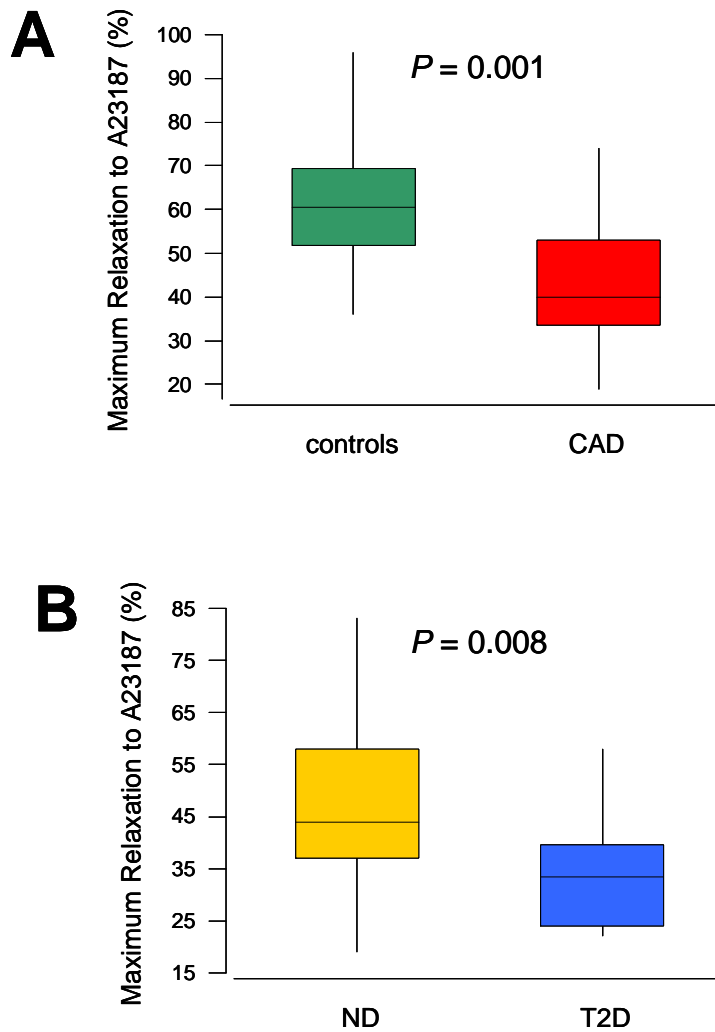 A
Maximum Relaxation to A23187 (%)
100
90
80
70
60
50
40
30
20
P = 0.001
controls CAD
B
Maximum Relaxation to A23187 (%)
85
75
65
55
45
35
25
15
P = 0.008
ND T2D